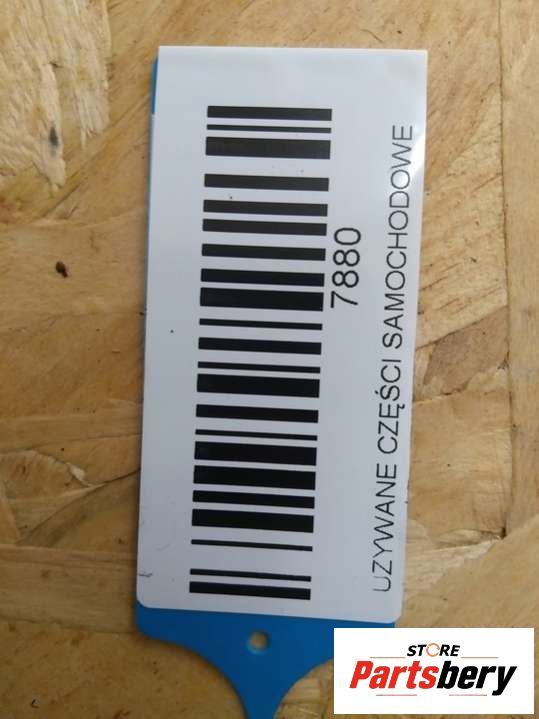 7880
UZYWANE CZĘŚCI SAMOCHODOWE
STORE
Partsbery